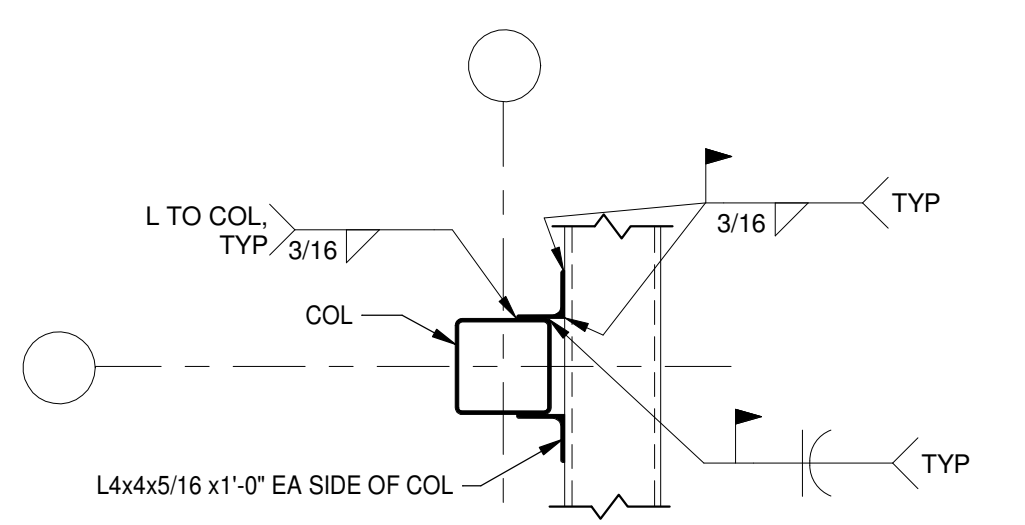 L TO COL,
TYP
3/16
3/16
TYP
COL
L4x4x5/16 x1'-0" EA SIDE OF COL
TYP